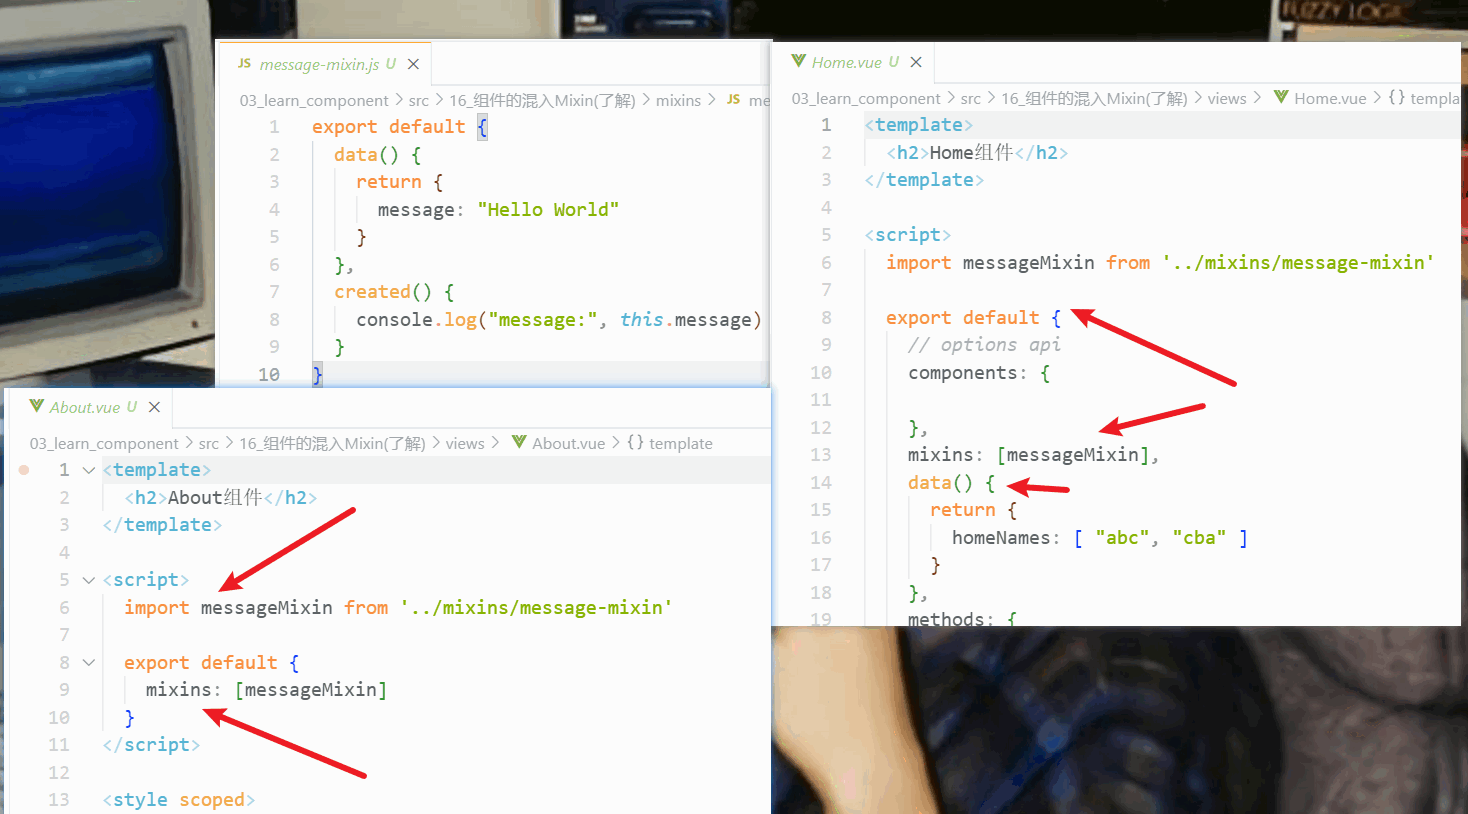 FUZZY LOGIC
JS message-mixin.js U ×
03_learn_component > src > 16_组件的混入Mixin(了解) > mixins > JS me
1 export default {
2 data() {
3 return {
4 message: "Hello World"
5 }
6 },
7 created() {
8 console.log("message:", this.message)
9 }
10 }
Home.vue U ×
03_learn_component > src > 16_组件的混入Mixin(了解) > views > Home.vue > {} templa
1 <template>
2 <h2>Home组件</h2>
3 </template>
4
5 <script>
6 import messageMixin from '../mixins/message-mixin'
7
8 export default {
9 // options api
10 components: {
11
12 },
13 mixins: [messageMixin],
14 data() {
15 return {
16 homeNames: [ "abc", "cba" ]
17 }
18 },
19 methods: {
About.vue U ×
03_learn_component > src > 16_组件的混入Mixin(了解) > views > About.vue > {} template
1 <template>
2 <h2>About组件</h2>
3 </template>
4
5 <script>
6 import messageMixin from '../mixins/message-mixin'
7
8 export default {
9 mixins: [messageMixin]
10 }
11 </script>
12
13 <style scoped>